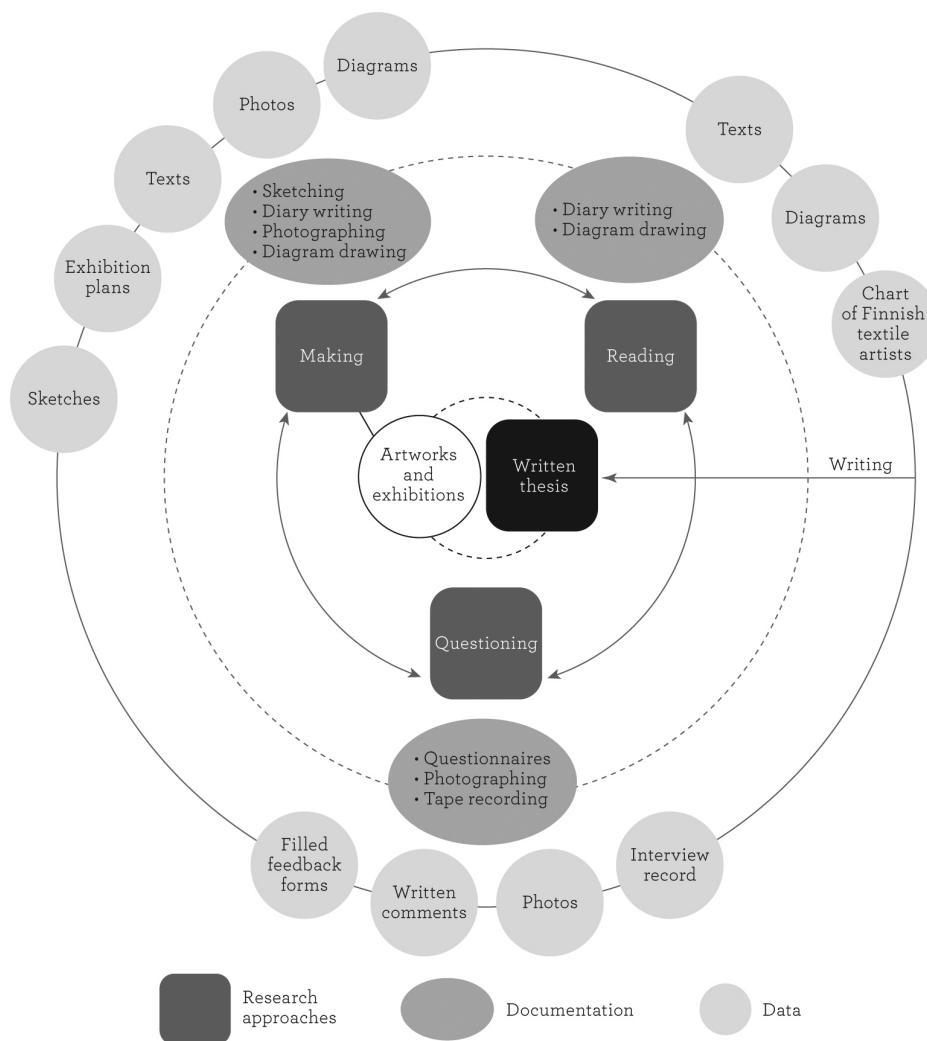 Diagrams
Photos
Texts
Texts
• Sketching
• Diary writing
• Photographing
• Diagram drawing
• Diary writing
• Diagram drawing
Diagrams
Exhibition
plans
Chart
of Finnish
textile
artists
Making
Reading
Sketches
Artworks
and
exhibitions
Written
thesis
Writing
Questioning
• Questionnaires
• Photographing
• Tape recording
Filled
feedback
forms
Written
comments
Photos
Interview
record
Research
approaches
Documentation
Data